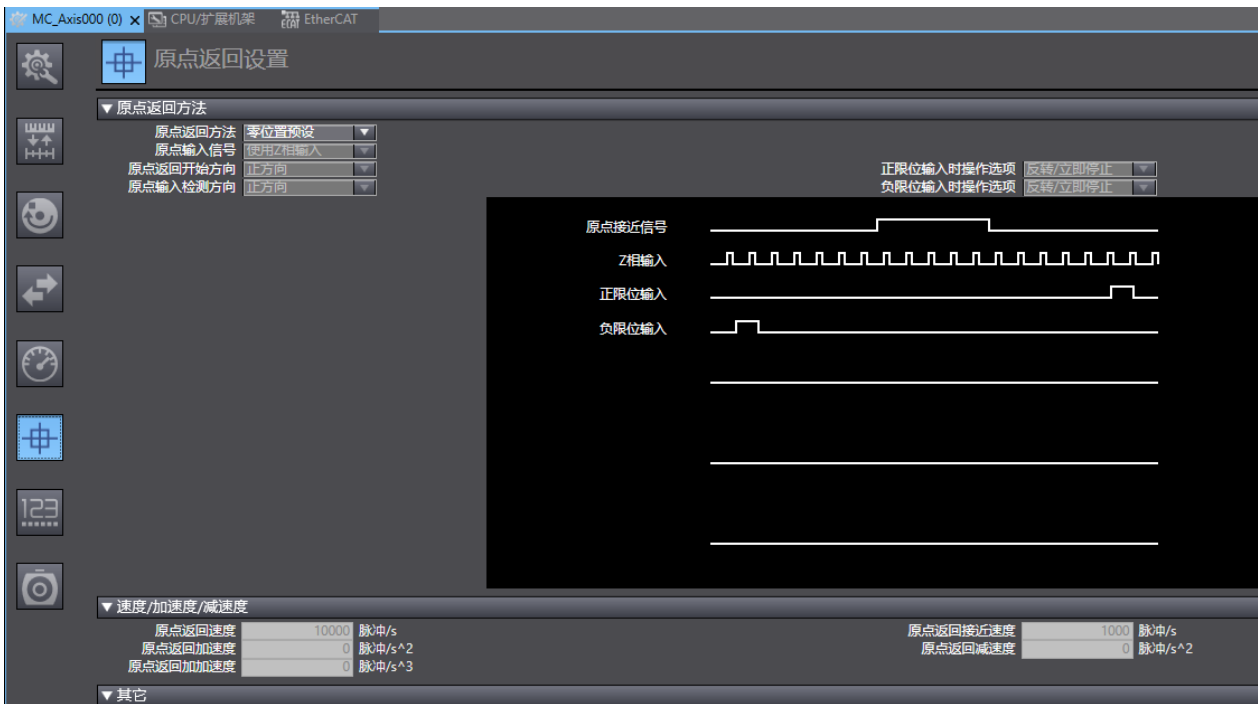 MC_Axis000 (0) x CPU/扩展机架 EtherCAT
原点返回设置
▼原点返回方法
原点返回方法 零位置预设
原点输入信号 使用Z相输入
原点返回开始方向 正方向 正限位输入时操作选项 反转/立即停止
原点输入检测方向 正方向 负限位输入时操作选项 反转/立即停止
原点接近信号
Z相输入
正限位输入
负限位输入
123
▼速度/加速度/减速度
原点返回速度 10000 脉冲/s 原点返回接近速度 1000 脉冲/s
原点返回加速度 0 脉冲/s^2 原点返回减速度 0 脉冲/s^2
原点返回加加速度 0 脉冲/s^3
▼其它